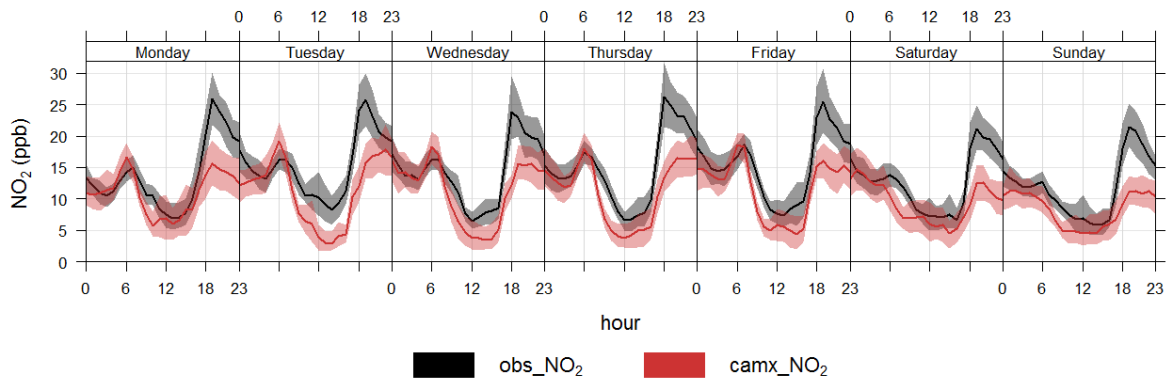 0 6 12 18 23 0 6 12 18 23 0 6 12 18 23
Monday Tuesday Wednesday Thursday Friday Saturday Sunday
30
25
20
15
10
5
0
NO₂ (ppb)
0 6 12 18 23 0 6 12 18 23 0 6 12 18 23 0 6 12 18 23
hour
obs_NO₂ camx_NO₂